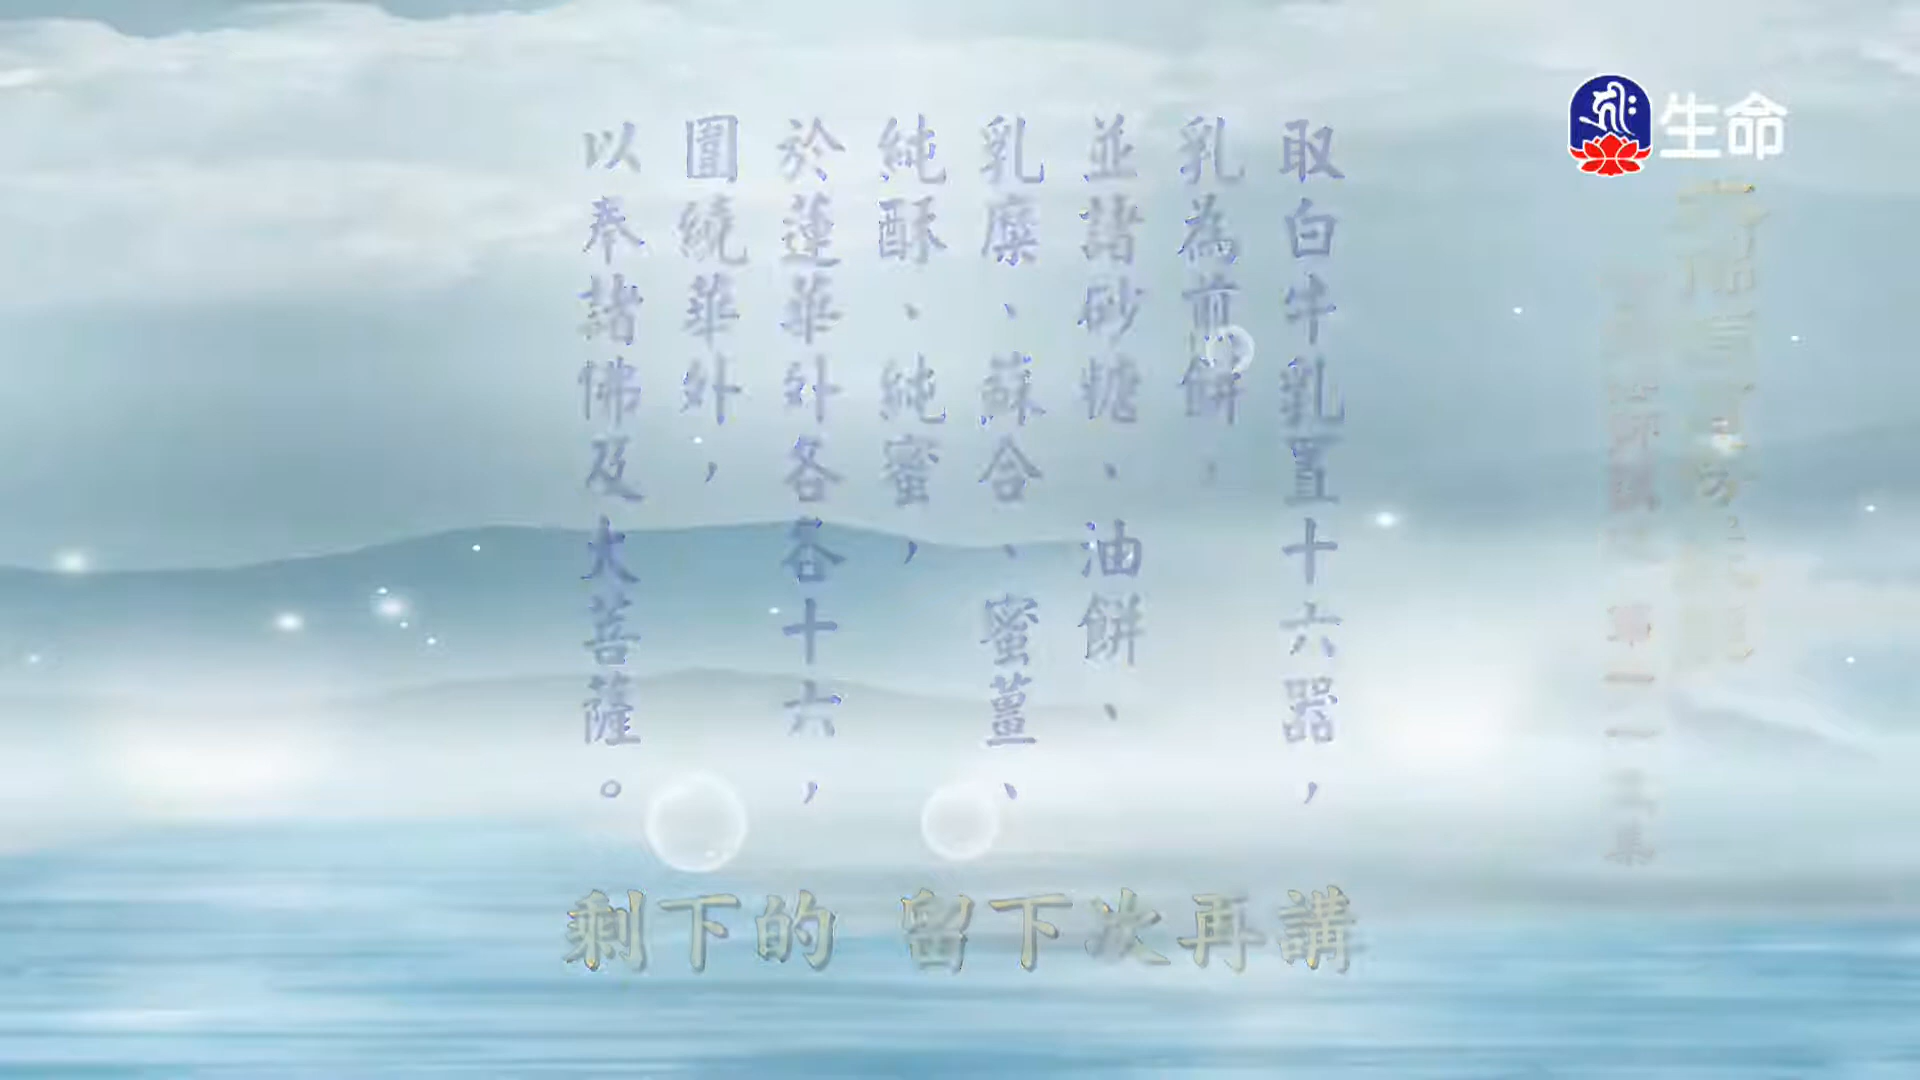 生命
取白牛乳置十六器，
乳為煎餅，
並諸砂糖、油餅、
乳糜、蘇合、蜜薑、
純酥、純蜜，
於蓮華外各各十六，
圍繞華外，
以奉諸佛及大菩薩。
剩下的 留下次再講